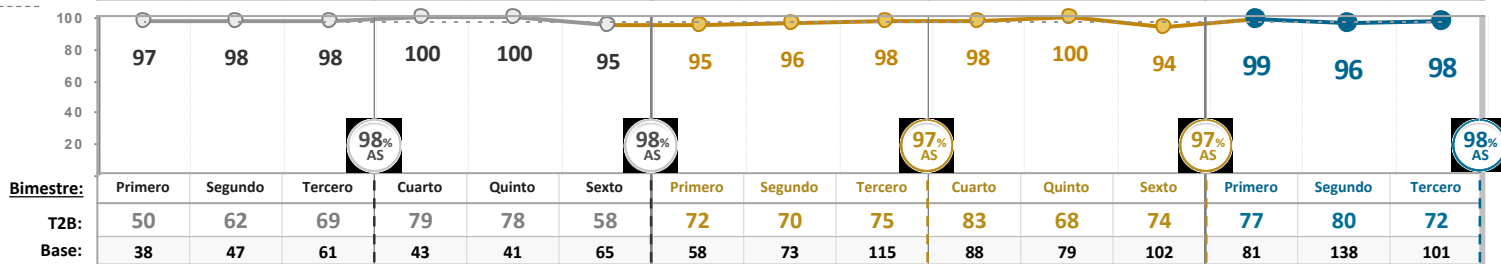 100
97 98 98 100 100 95 95 96 98 98 100 94 99 96 98
80
60
40
20
98% AS 98% AS 97% AS 97% AS 98% AS
Bimestre: Primero Segundo Tercero Cuarto Quinto Sexto Primero Segundo Tercero Cuarto Quinto Sexto Primero Segundo Tercero
T2B: 50 62 69 79 78 58 72 70 75 83 68 74 77 80 72
Base: 38 47 61 43 41 65 58 73 115 88 79 102 81 138 101